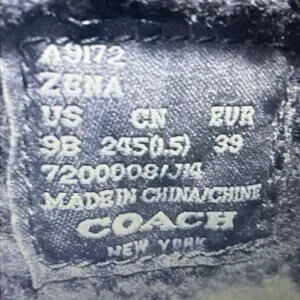 A9172
ZENA
US CN EUR
9B 245(1.5) 39
7200008/J14
MADE IN CHINA/CHINE
COACH
NEW YORK